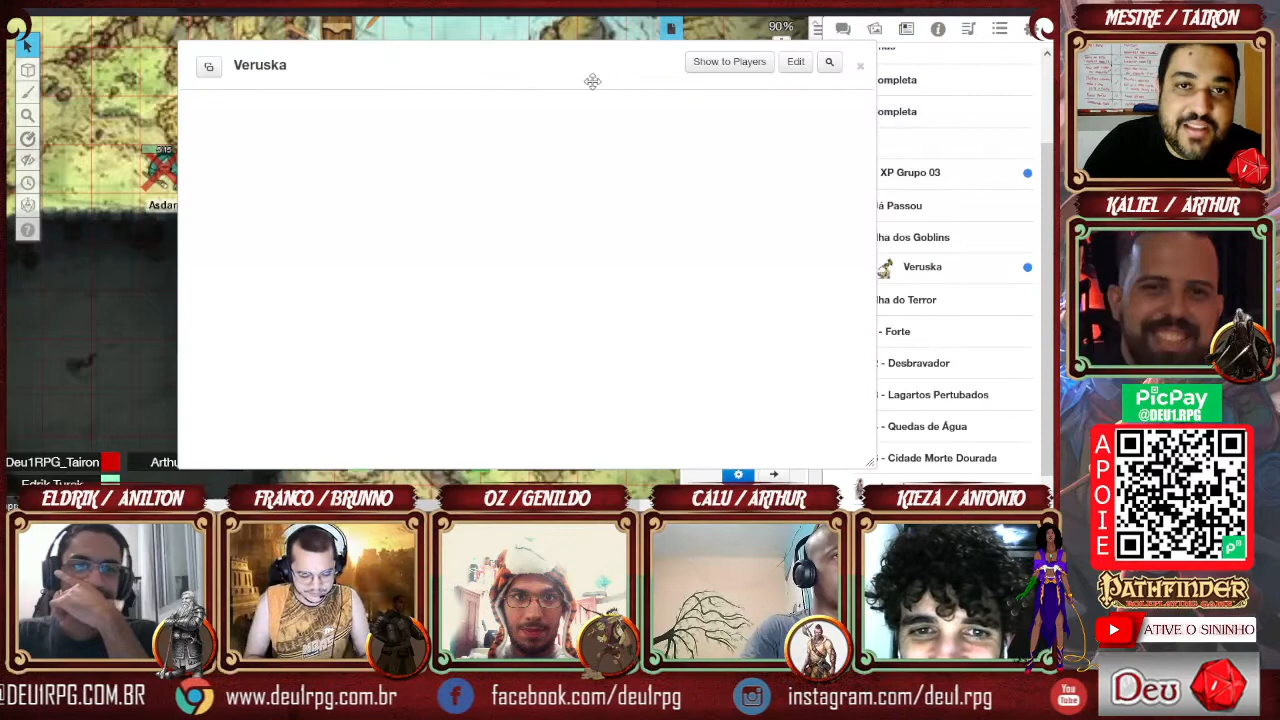 Veruska
Show to Players
Edit
90%
ompleta
ompleta
XP Grupo 03
Já Passou
lha dos Goblins
Veruska
lha do Terror
- Forte
- Desbravador
- Lagartos Pertubados
- Quedas de Água
- Cidade Morte Dourada
Asdar
Deu1RPG_Tairon
Arthu
MESTRE / TAIRON
KALIEL / ARTHUR
PicPay
@DEU1.RPG
APOIE
PATHFINDER
ROLEPLAYING GAME
ATIVE O SININHO
ELDRIK / ANILTON
FRANCO / BRUNNO
OZ / GENILDO
CALU / ARTHUR
KIEZA / ANTONIO
@DEU1RPG.COM.BR
www.deu1rpg.com.br
facebook.com/deu1rpg
instagram.com/deu1.rpg
You Tube
Deu